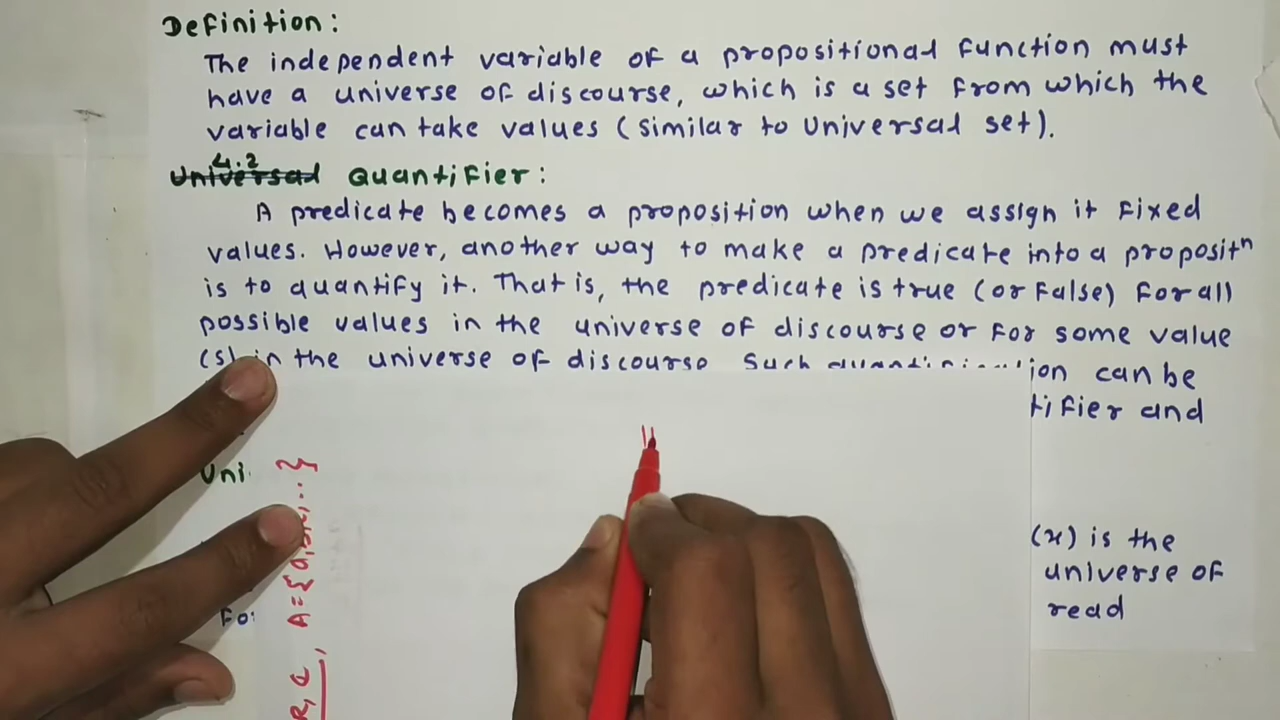 Definition:
The independent variable of a propositional function must
have a universe of discourse, which is a set from which the
variable can take values (similar to Universal set).
4.2
Universal Quantifier:
A predicate becomes a proposition when we assign it fixed
values. However, another way to make a predicate into a propositⁿ
is to quantify it. That is, the predicate is true (or False) For all
possible values in the universe of discourse or For some value
(s) in the universe of discourse. Such ion can be
tifier and
Uni
(x) is the
universe of
Fo
read
R, C, A={